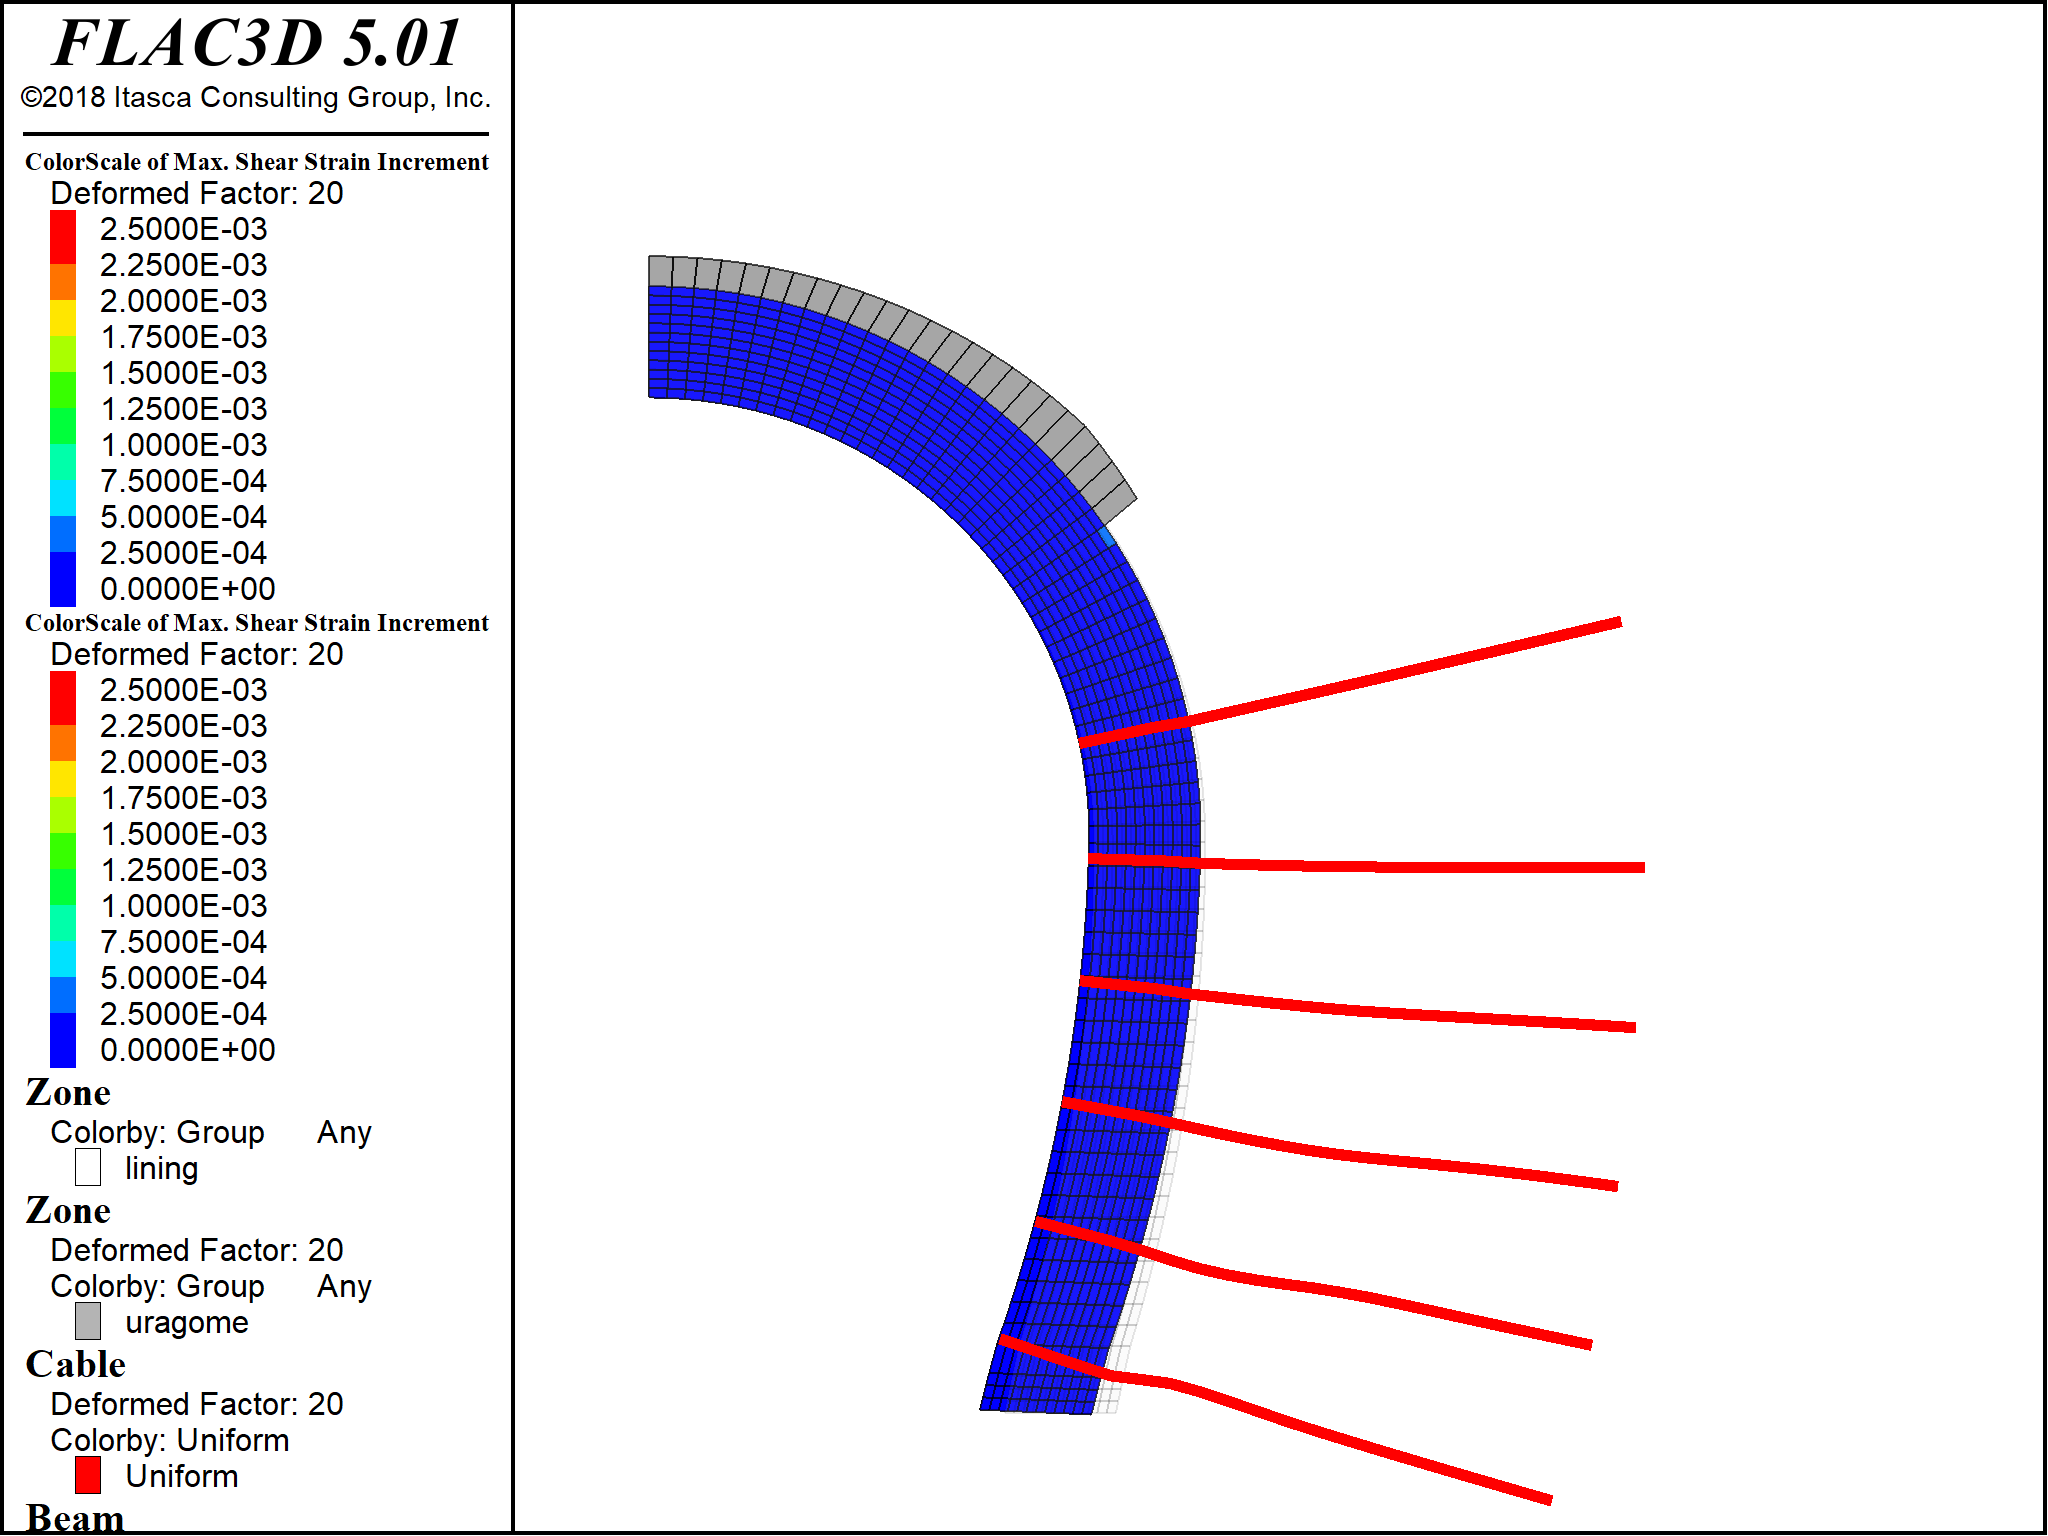 FLAC3D 5.01
©2018 Itasca Consulting Group, Inc.
ColorScale of Max. Shear Strain Increment
Deformed Factor: 20
2.5000E-03
2.2500E-03
2.0000E-03
1.7500E-03
1.5000E-03
1.2500E-03
1.0000E-03
7.5000E-04
5.0000E-04
2.5000E-04
0.0000E+00
ColorScale of Max. Shear Strain Increment
Deformed Factor: 20
2.5000E-03
2.2500E-03
2.0000E-03
1.7500E-03
1.5000E-03
1.2500E-03
1.0000E-03
7.5000E-04
5.0000E-04
2.5000E-04
0.0000E+00
Zone
Colorby: Group Any
lining
Zone
Deformed Factor: 20
Colorby: Group Any
uragome
Cable
Deformed Factor: 20
Colorby: Uniform
Uniform
Beam